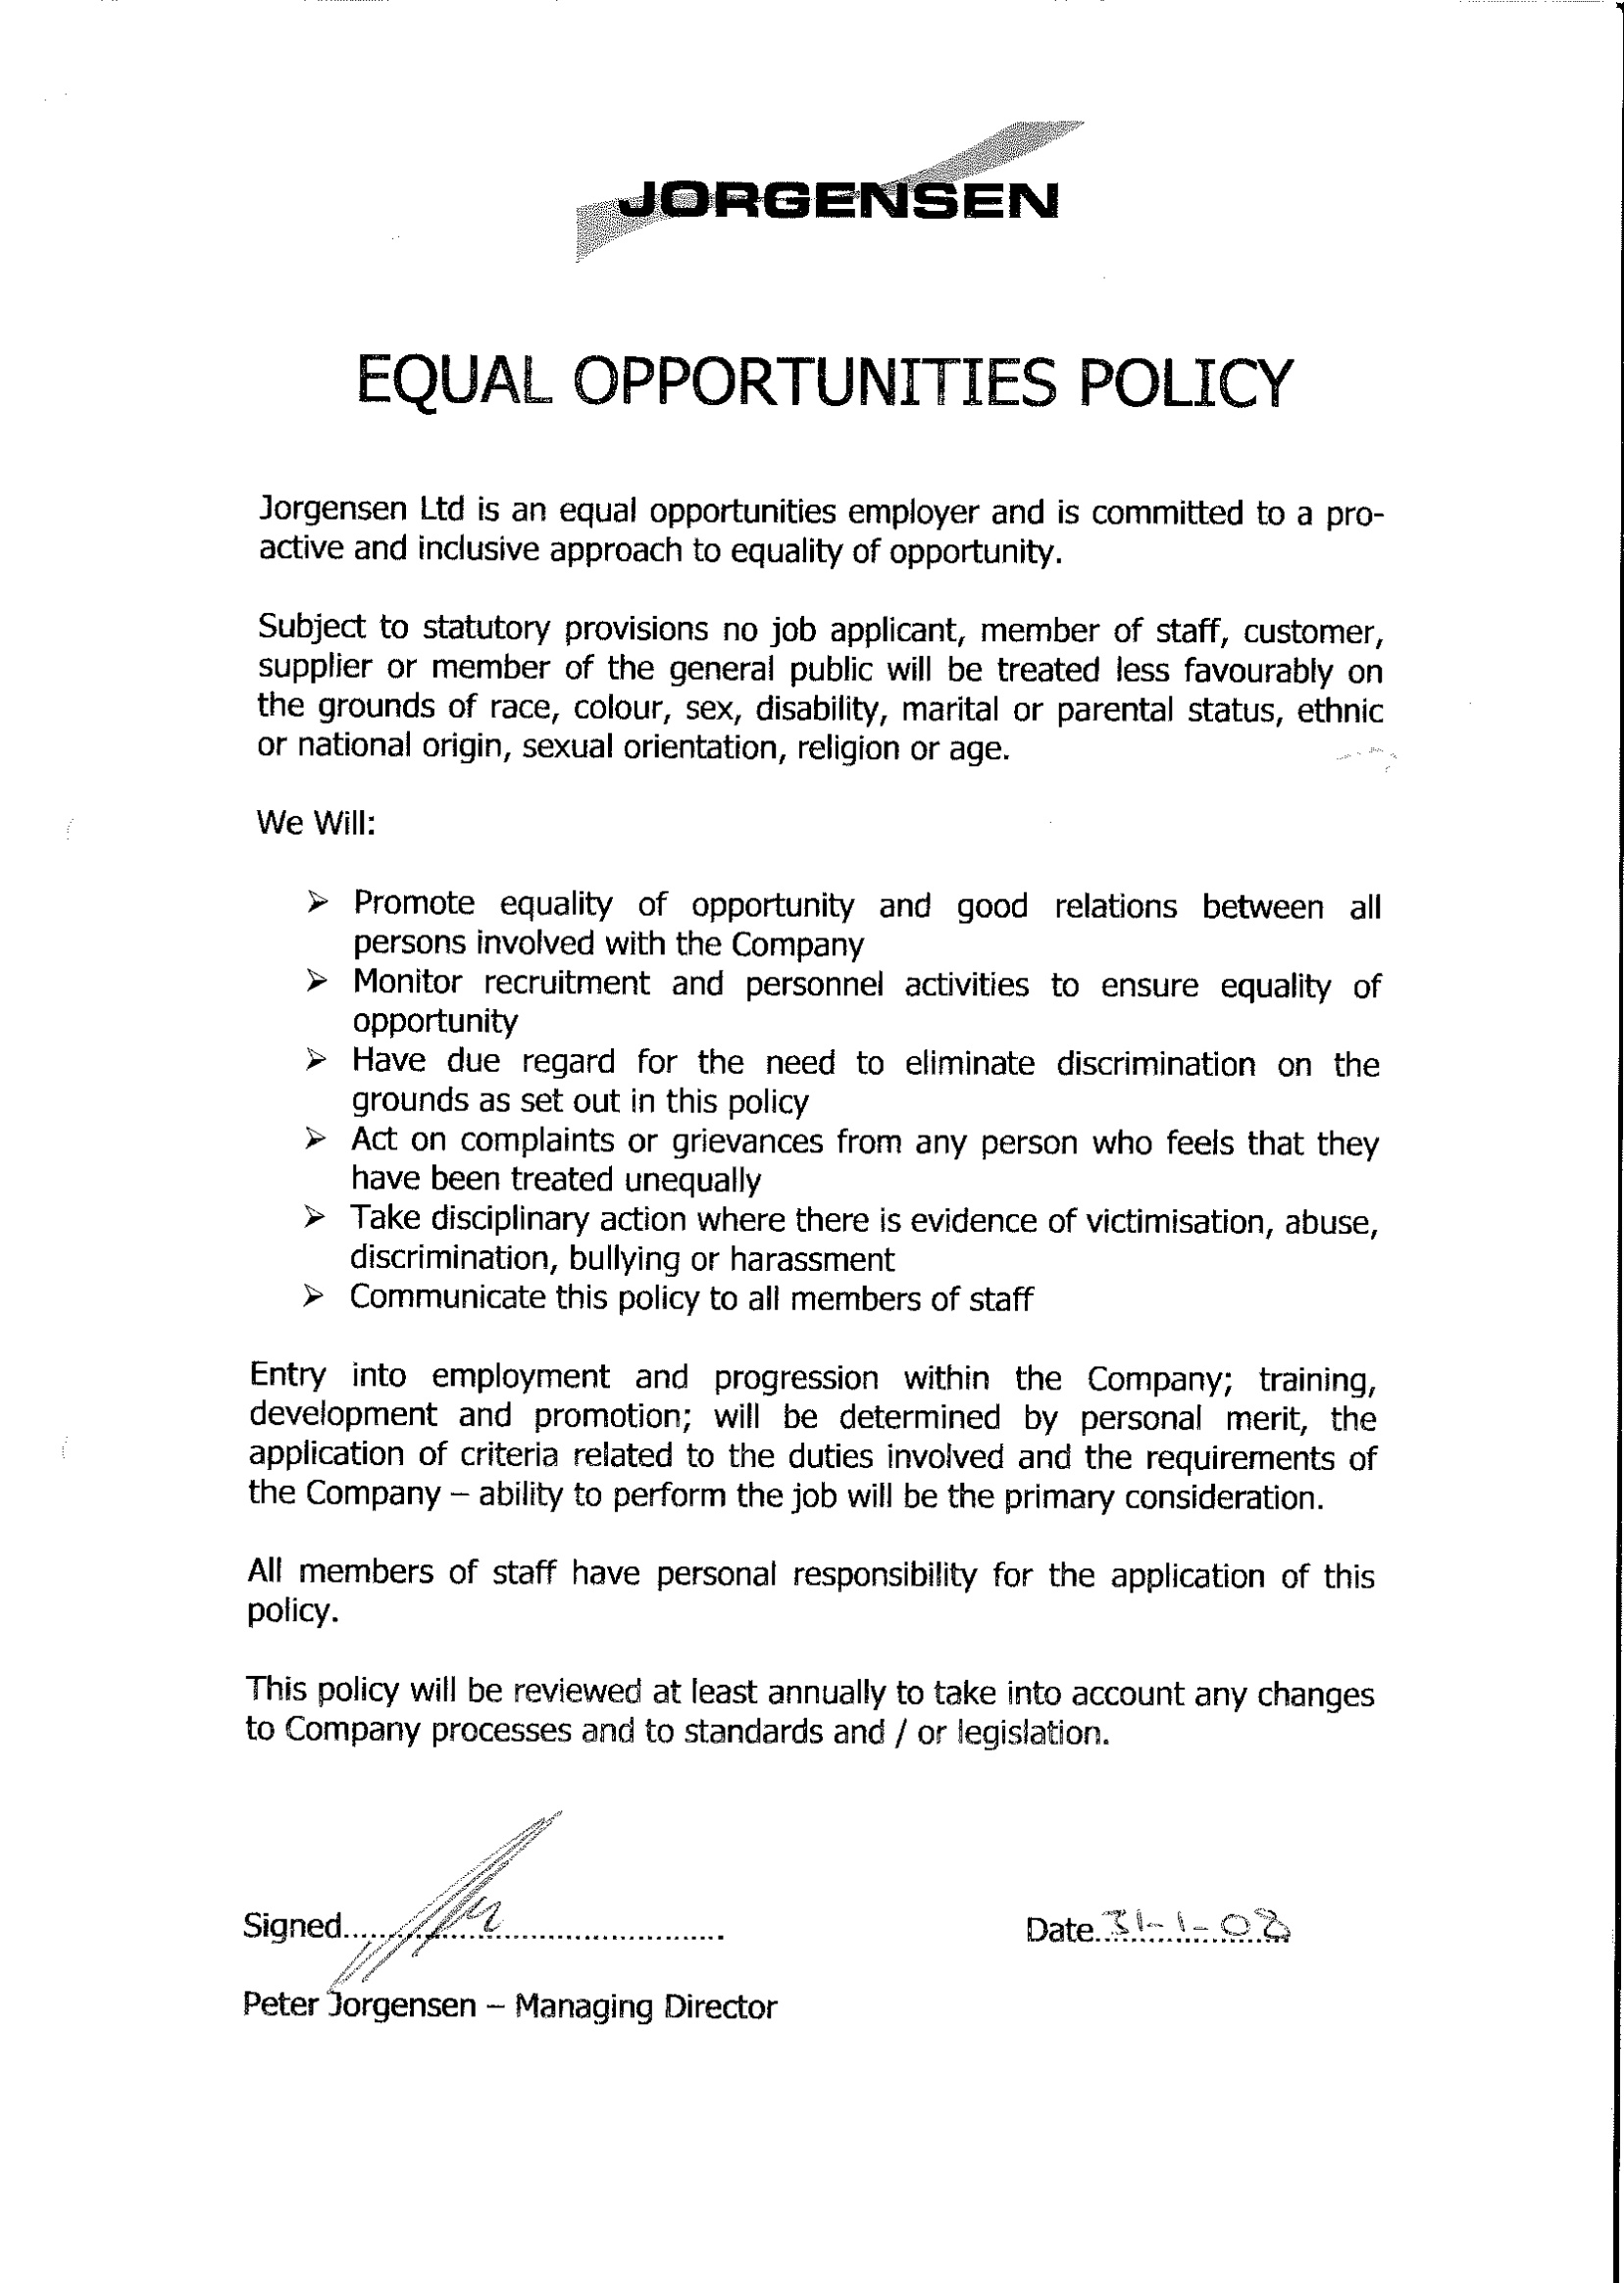 JORGENSEN
EQUAL OPPORTUNITIES POLICY
Jorgensen Ltd is an equal opportunities employer and is committed to a pro-
active and inclusive approach to equality of opportunity.
Subject to statutory provisions no job applicant, member of staff, customer,
supplier or member of the general public will be treated less favourably on
the grounds of race, colour, sex, disability, marital or parental status, ethnic
or national origin, sexual orientation, religion or age.
We Will:
➢ Promote equality of opportunity and good relations between all
persons involved with the Company
➢ Monitor recruitment and personnel activities to ensure equality of
opportunity
➢ Have due regard for the need to eliminate discrimination on the
grounds as set out in this policy
➢ Act on complaints or grievances from any person who feels that they
have been treated unequally
➢ Take disciplinary action where there is evidence of victimisation, abuse,
discrimination, bullying or harassment
➢ Communicate this policy to all members of staff
Entry into employment and progression within the Company; training,
development and promotion; will be determined by personal merit, the
application of criteria related to the duties involved and the requirements of
the Company – ability to perform the job will be the primary consideration.
All members of staff have personal responsibility for the application of this
policy.
This policy will be reviewed at least annually to take into account any changes
to Company processes and to standards and / or legislation.
Signed.......................................... Date 31-1-08
Peter Jorgensen – Managing Director